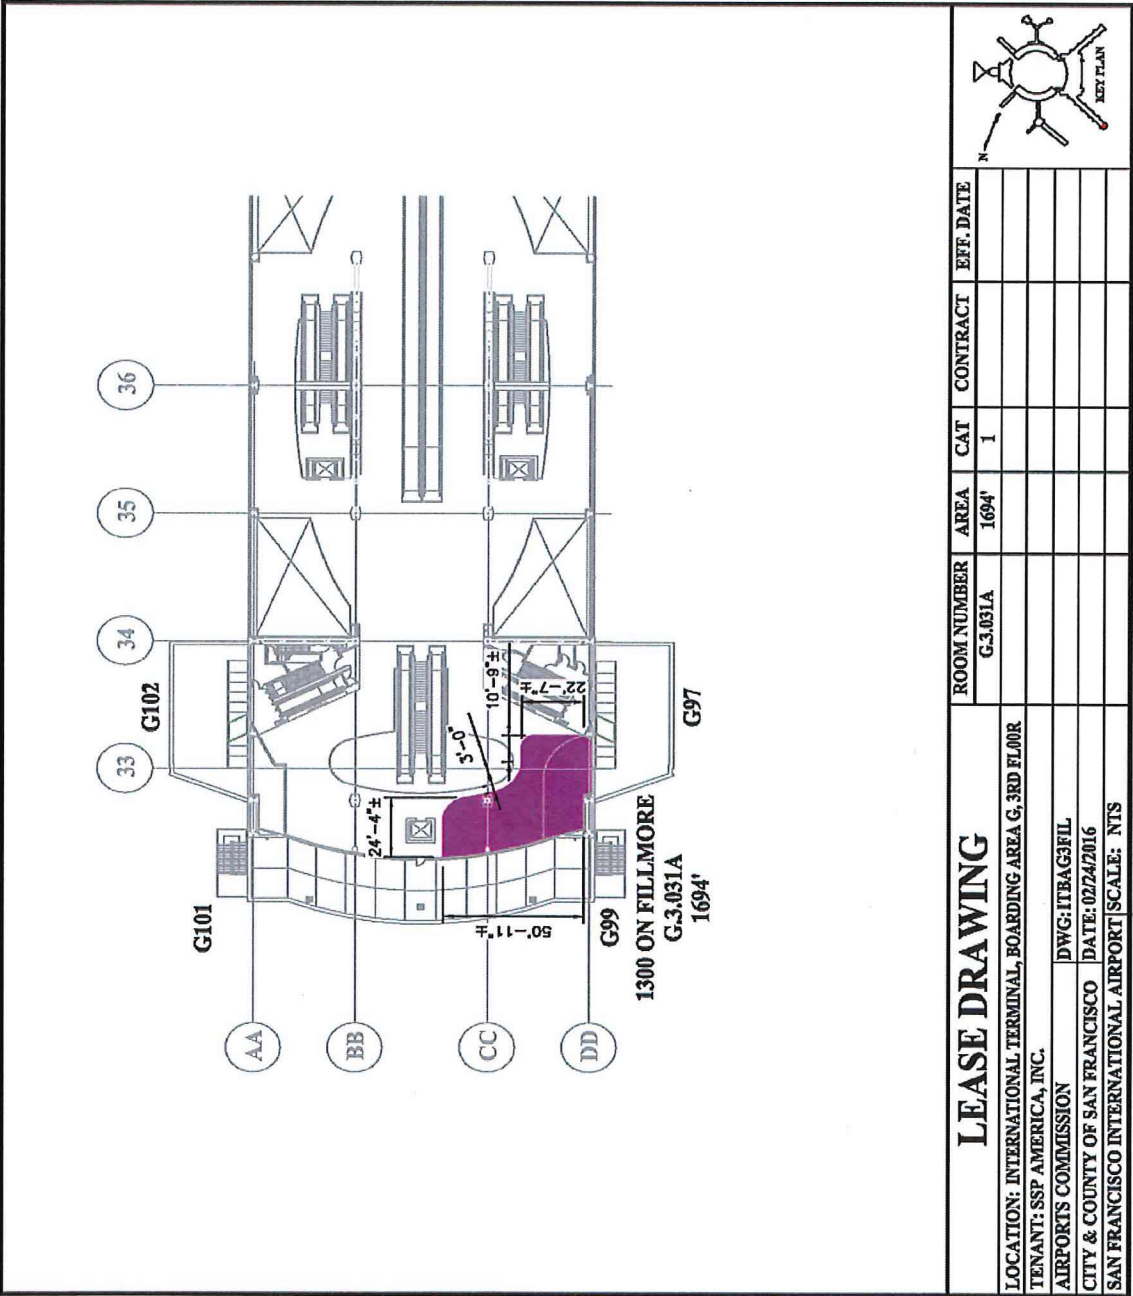 36
35
34
33
G102
G97
10'-9"±
22'-7"±
3'-0"
24'-4"±
50'-11"±
G101
G99
1300 ON FILLMORE
G.3.031A
1694'
AA
BB
CC
DD
LEASE DRAWING
LOCATION: INTERNATIONAL TERMINAL, BOARDING AREA G, 3RD FLOOR
TENANT: SSP AMERICA, INC.
AIRPORTS COMMISSION
DWG: ITBAG3FIL
CITY & COUNTY OF SAN FRANCISCO
DATE: 02/24/2016
SAN FRANCISCO INTERNATIONAL AIRPORT
SCALE: NTS
ROOM NUMBER AREA CAT CONTRACT EFF. DATE
G.3.031A 1694' 1
N
KEY PLAN